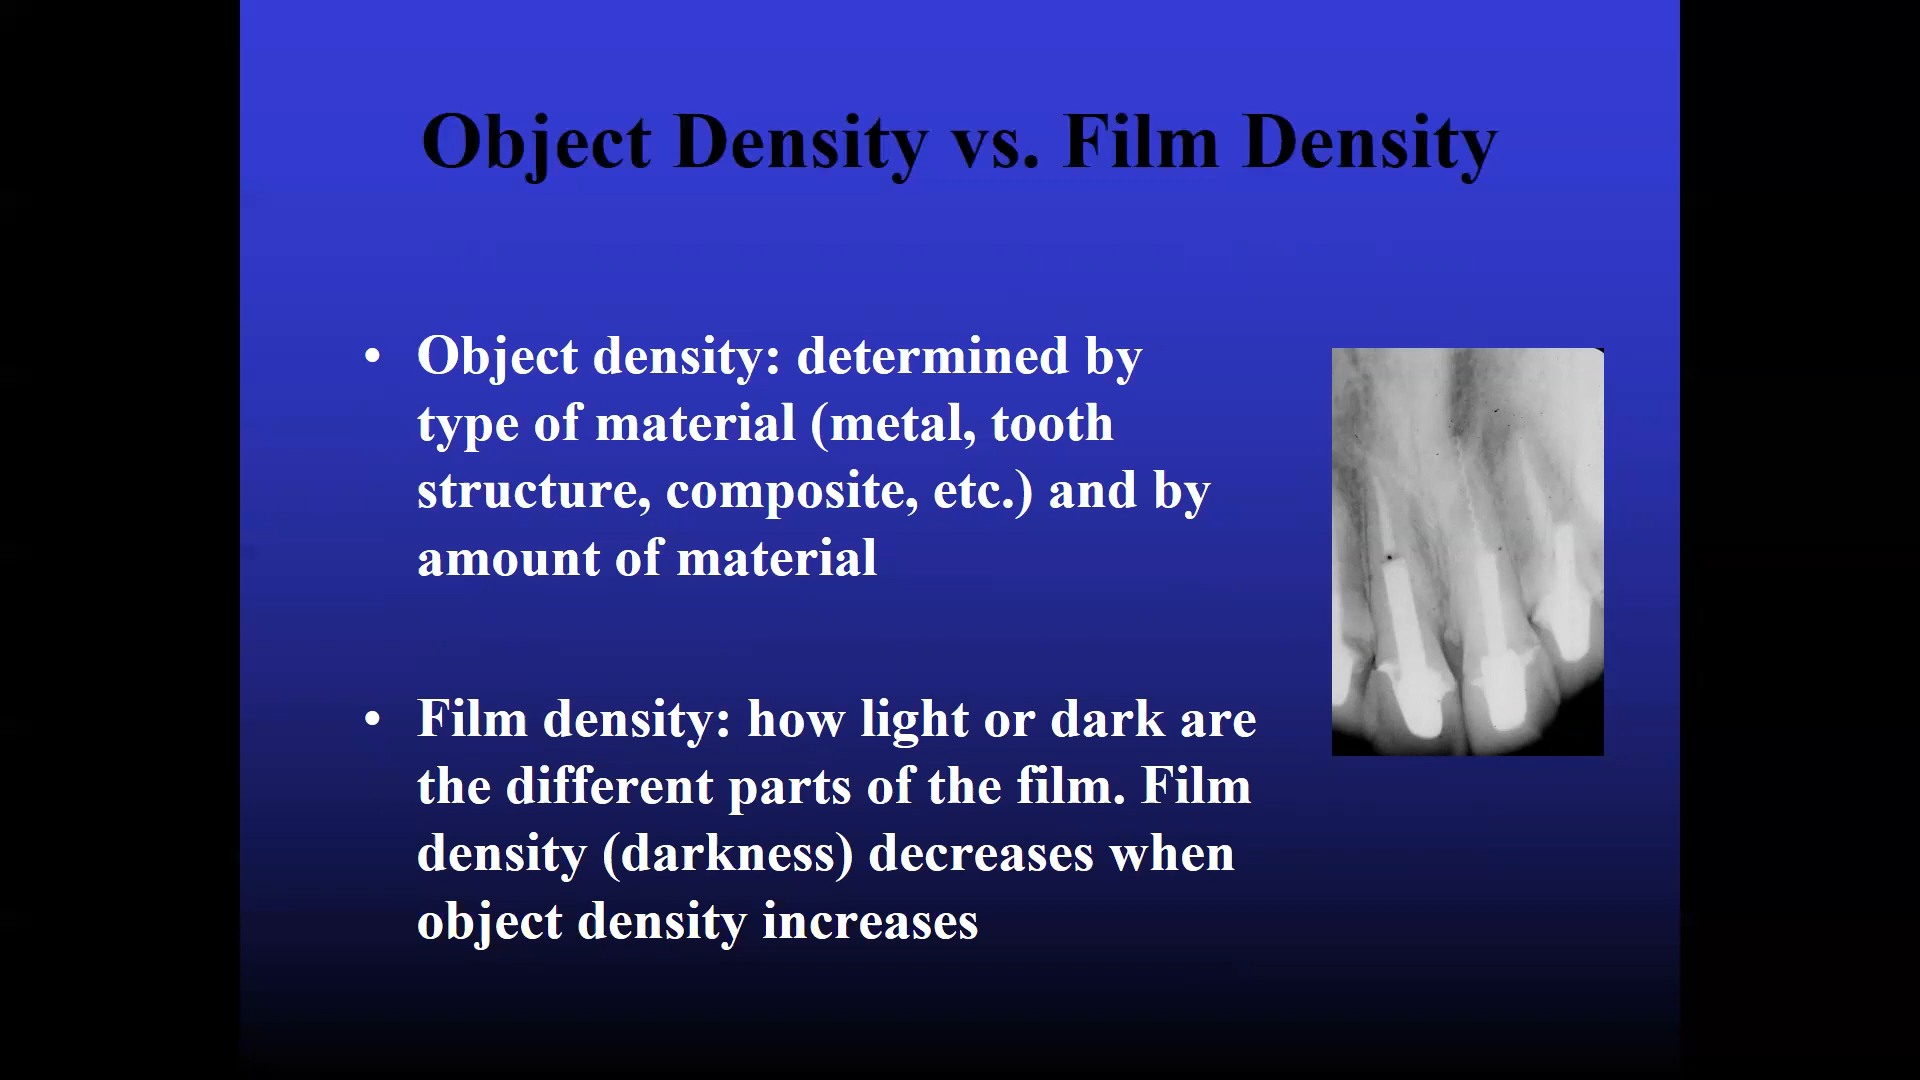 Object Density vs. Film Density
• Object density: determined by
type of material (metal, tooth
structure, composite, etc.) and by
amount of material
• Film density: how light or dark are
the different parts of the film. Film
density (darkness) decreases when
object density increases